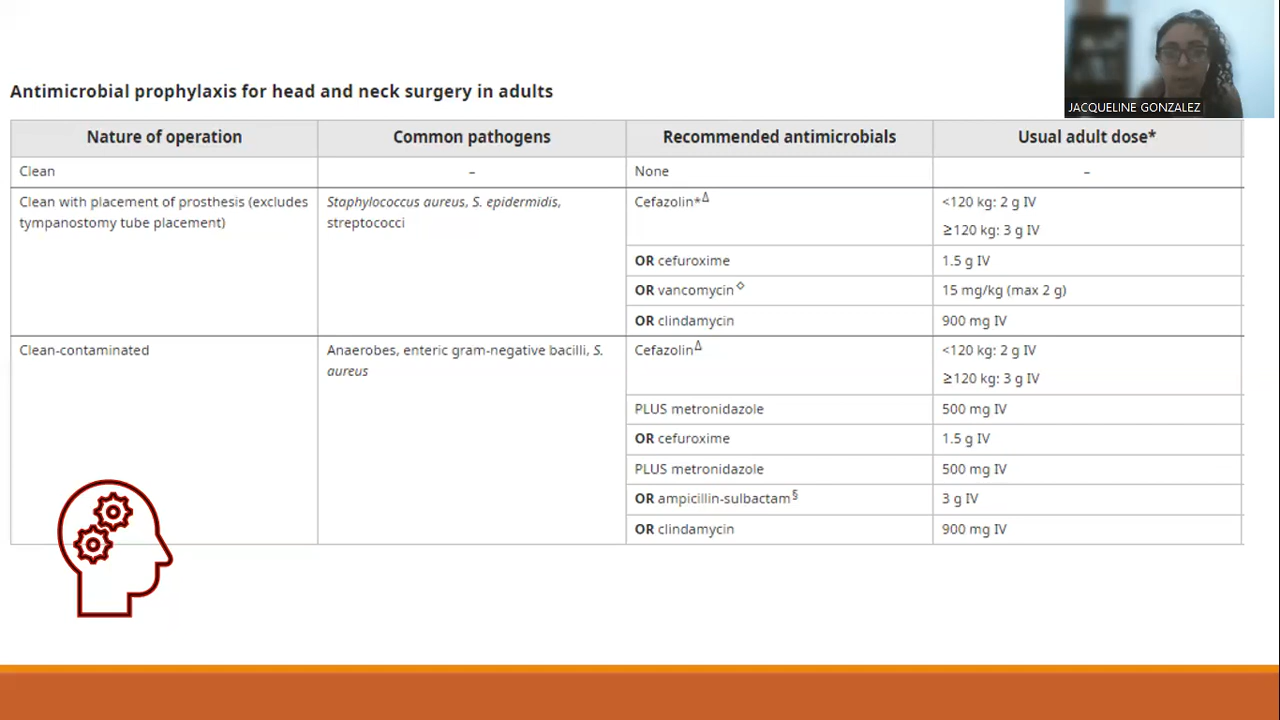 JACQUELINE GONZALEZ
Antimicrobial prophylaxis for head and neck surgery in adults
Nature of operation Common pathogens Recommended antimicrobials Usual adult dose*
Clean – None –
Clean with placement of prosthesis (excludes tympanostomy tube placement) Staphylococcus aureus, S. epidermidis, streptococci Cefazolin*Δ <120 kg: 2 g IV
≥120 kg: 3 g IV
OR cefuroxime 1.5 g IV
OR vancomycin◇ 15 mg/kg (max 2 g)
OR clindamycin 900 mg IV
Clean-contaminated Anaerobes, enteric gram-negative bacilli, S. aureus CefazolinΔ <120 kg: 2 g IV
≥120 kg: 3 g IV
PLUS metronidazole 500 mg IV
OR cefuroxime 1.5 g IV
PLUS metronidazole 500 mg IV
OR ampicillin-sulbactam§ 3 g IV
OR clindamycin 900 mg IV